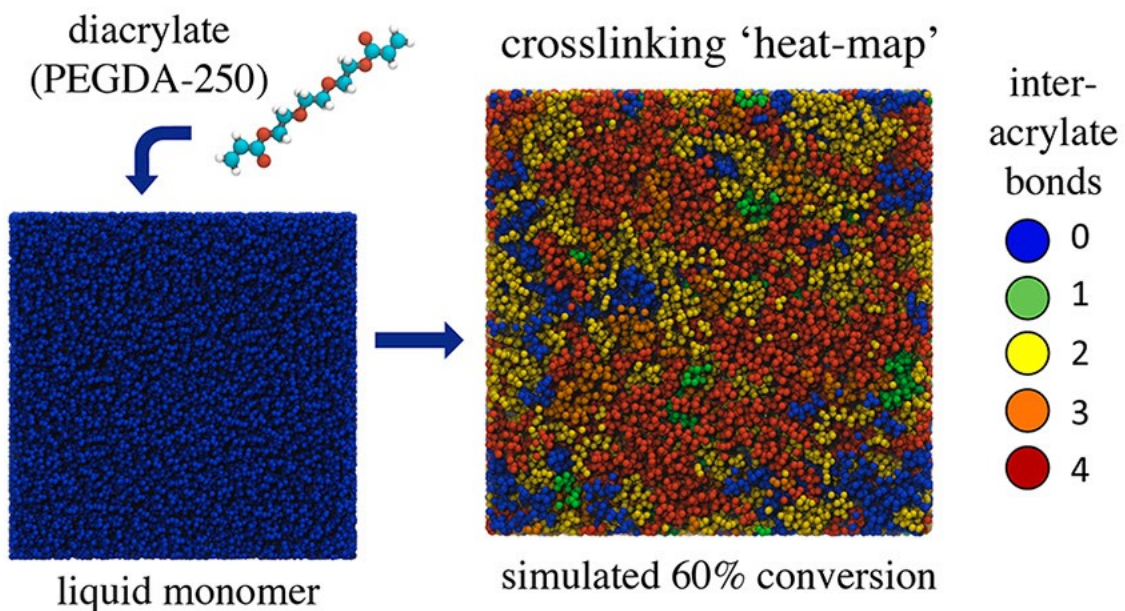 diacrylate
(PEGDA-250)
liquid monomer
crosslinking ‘heat-map’
simulated 60% conversion
inter-
acrylate
bonds
0
1
2
3
4